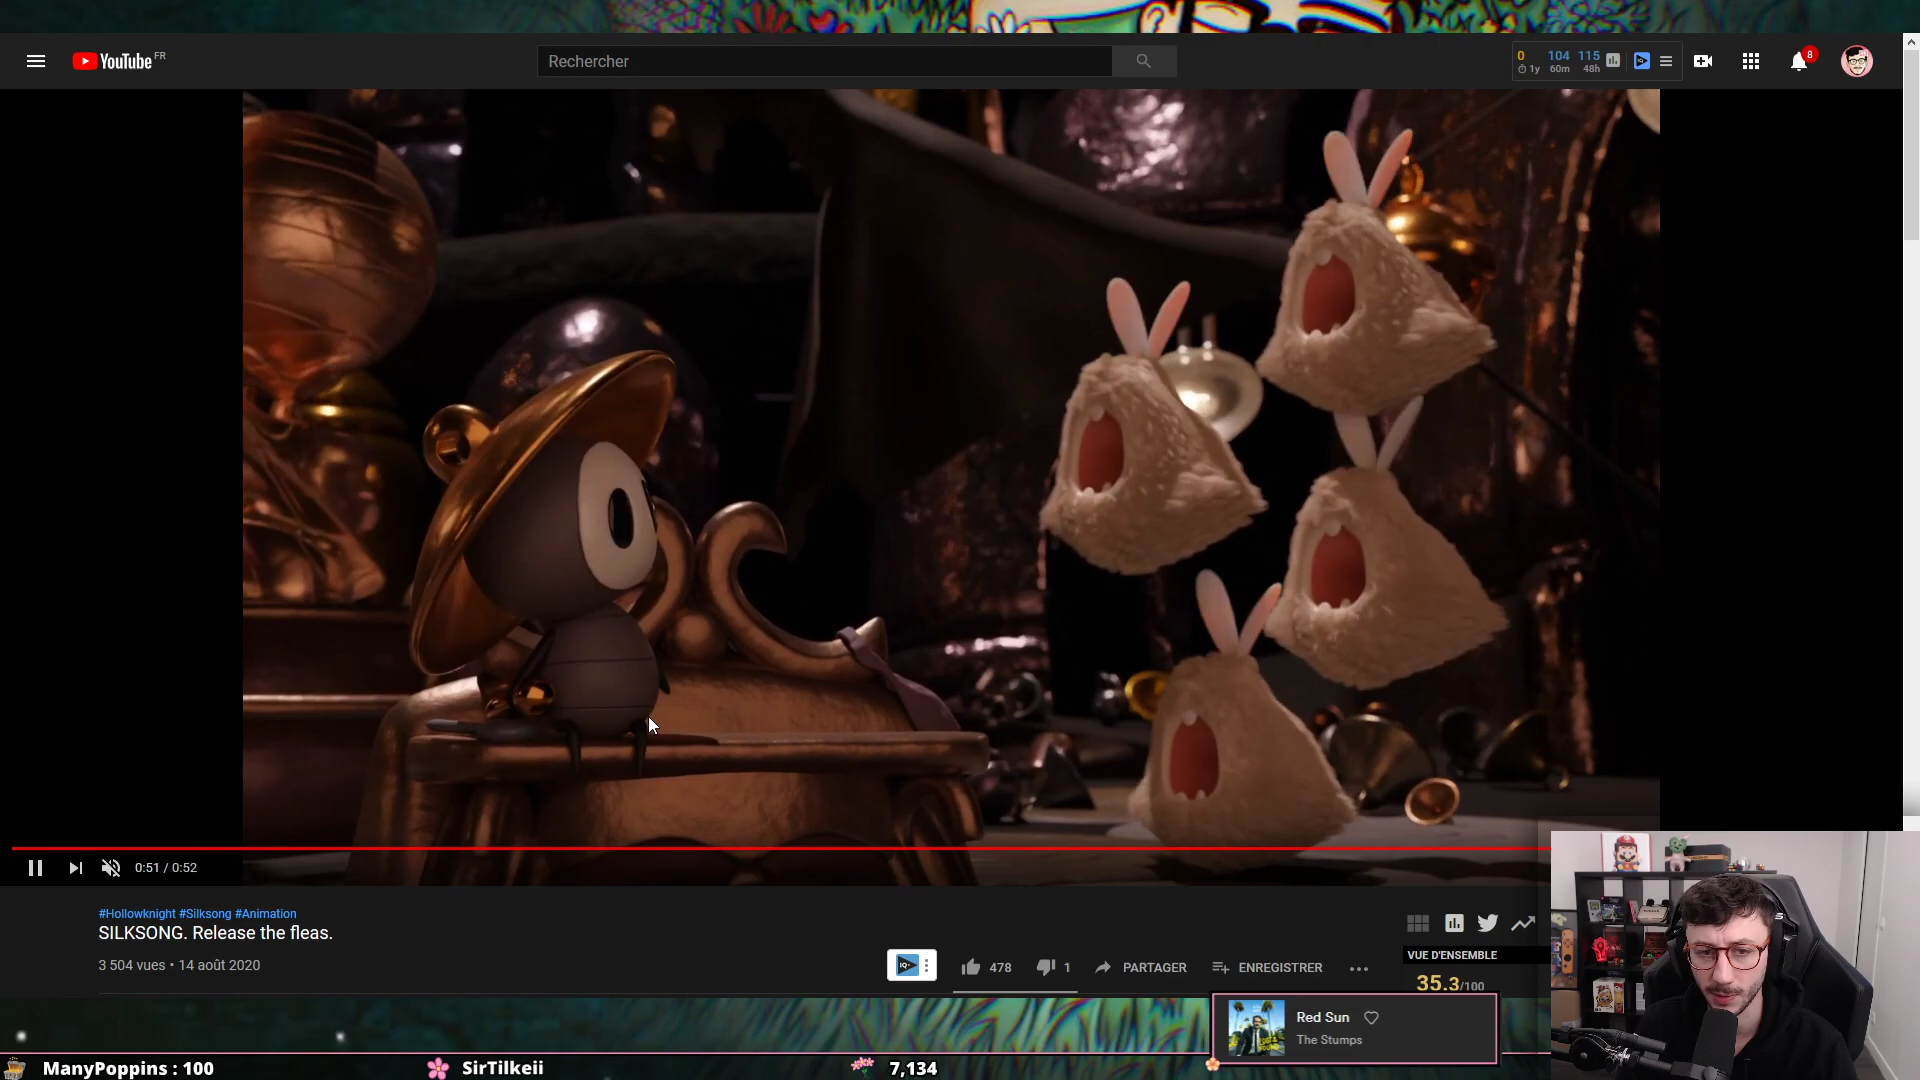 YouTube FR
Rechercher
0 104 115
1y 60m 48h
8
0:51 / 0:52
#Hollowknight #Silksong #Animation
SILKSONG. Release the fleas.
3 504 vues • 14 août 2020
IQ
478
1
PARTAGER
ENREGISTRER
VUE D'ENSEMBLE
35.3/100
Red Sun
The Stumps
ManyPoppins : 100
SirTilkeii
7,134